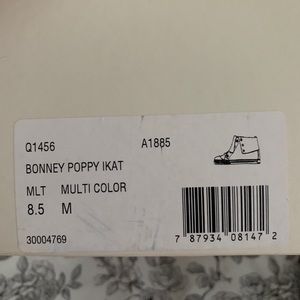 Q1456 A1885
BONNEY POPPY IKAT
MLT MULTI COLOR
8.5 M
30004769
7 87934 08147 2